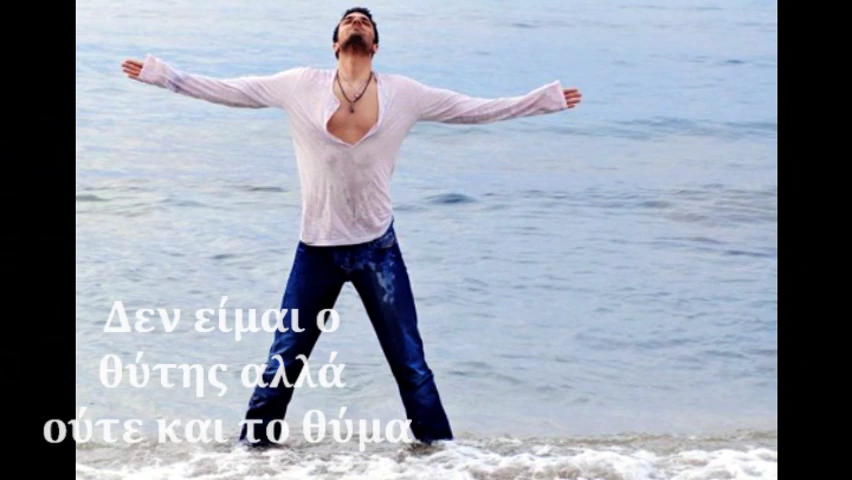 Δεν είμαι ο
θύτης αλλά
ούτε και το θύμα